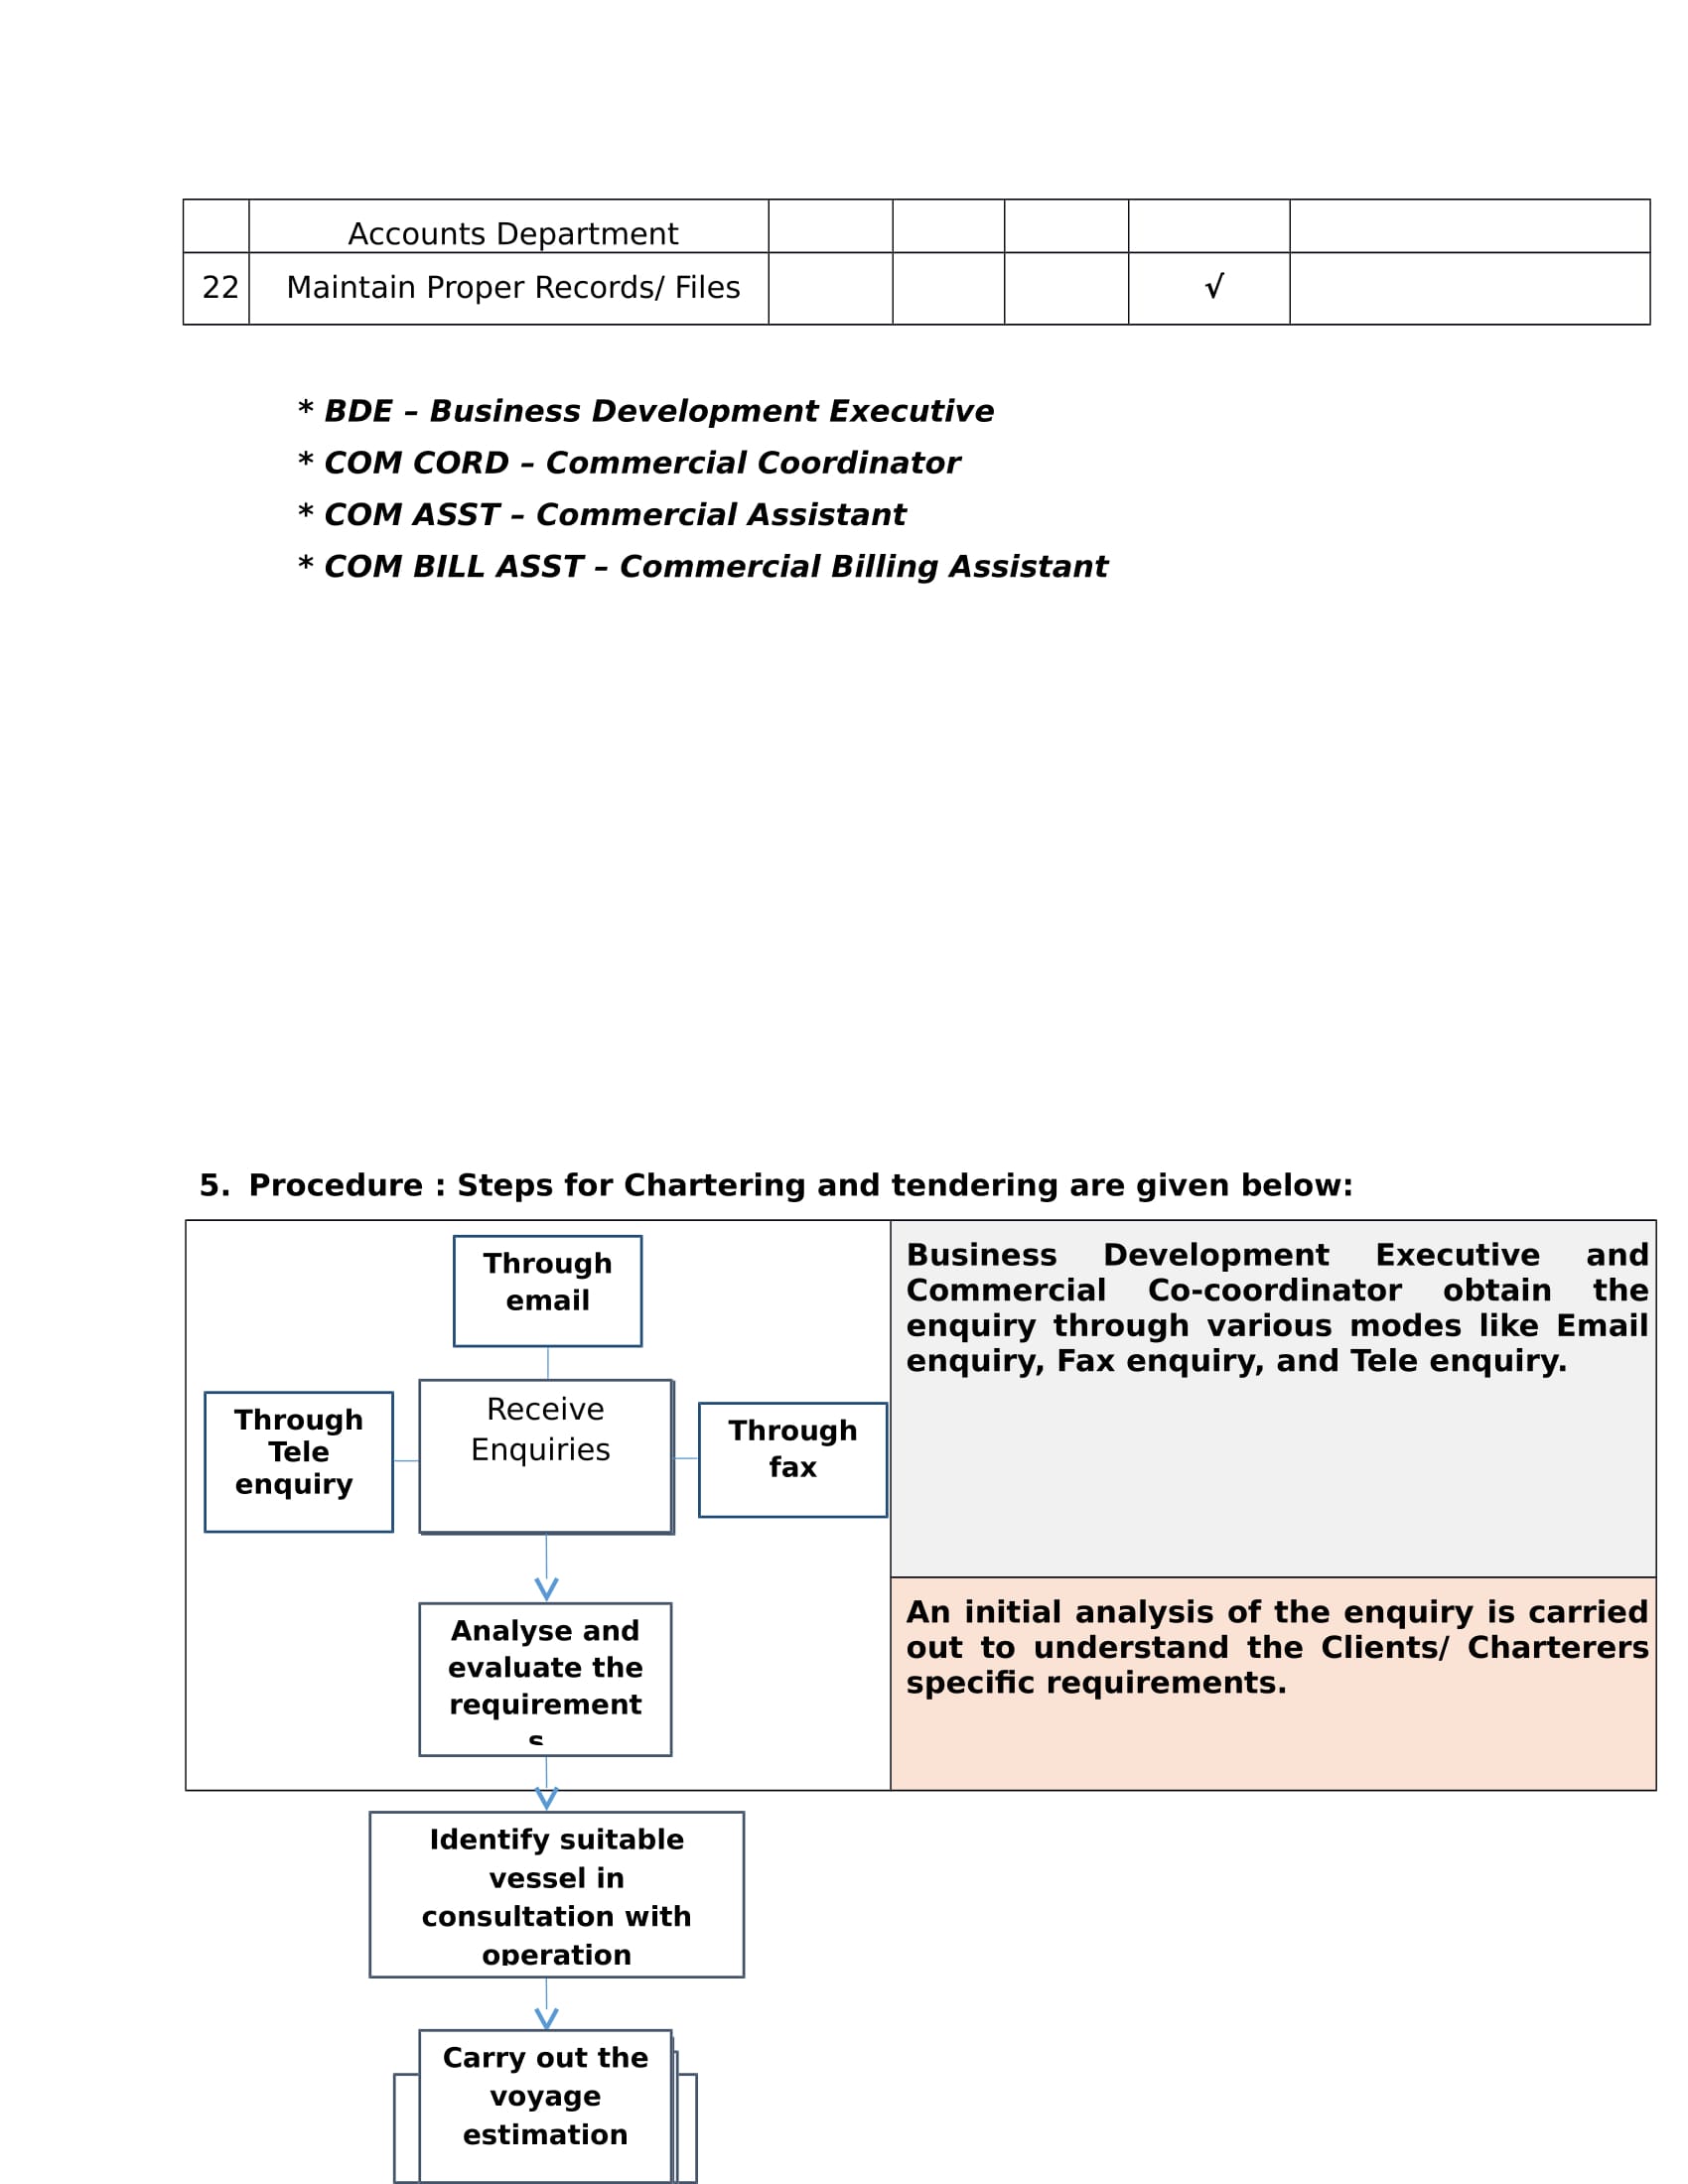 Accounts Department
22 Maintain Proper Records/ Files √
* BDE – Business Development Executive
* COM CORD – Commercial Coordinator
* COM ASST – Commercial Assistant
* COM BILL ASST – Commercial Billing Assistant
5. Procedure : Steps for Chartering and tendering are given below:
Through
email
Through
Tele
enquiry
Receive
Enquiries
Through
fax
Business Development Executive and
Commercial Co-coordinator obtain the
enquiry through various modes like Email
enquiry, Fax enquiry, and Tele enquiry.
Analyse and
evaluate the
requirement
s
An initial analysis of the enquiry is carried
out to understand the Clients/ Charterers
specific requirements.
Identify suitable
vessel in
consultation with
operation
Carry out the
voyage
estimation